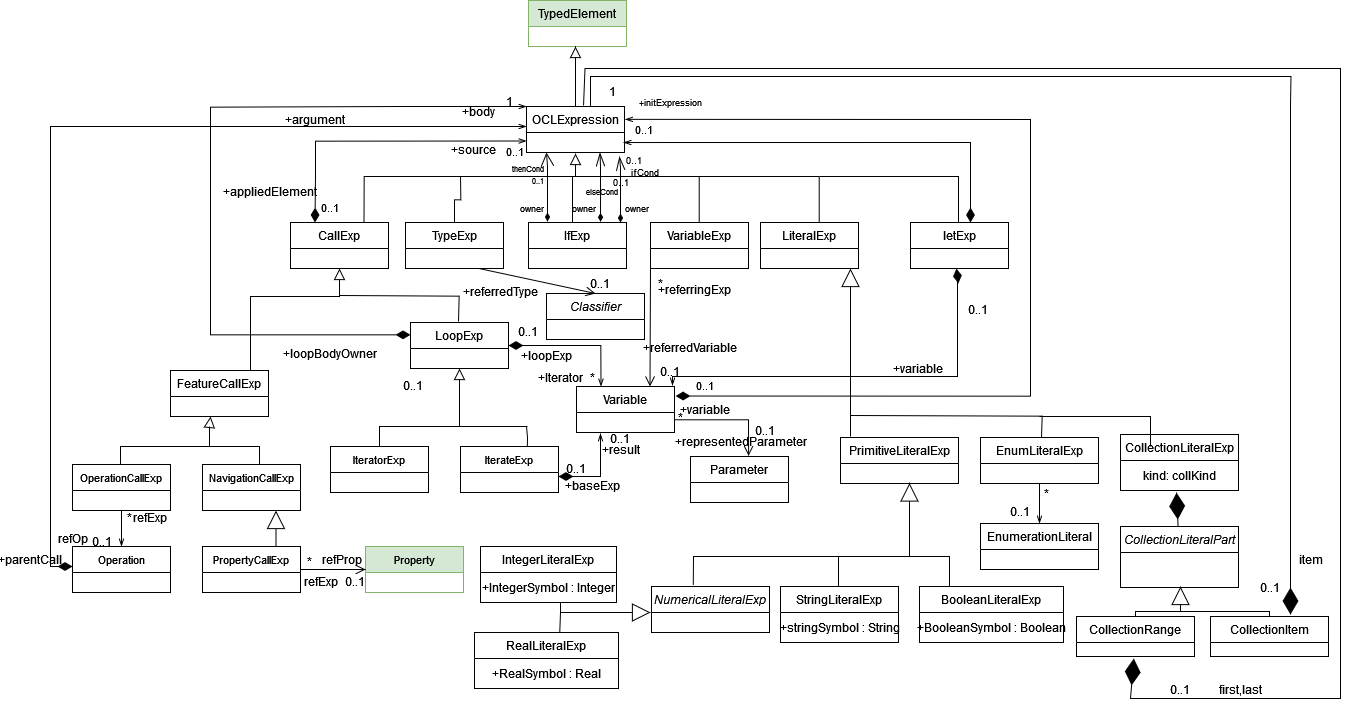 TypedElement
1
1
+initExpression
+body
+argument
OCLExpression
0..1
+source
0..1
thenCond
0..1
0..1
ifCond
0..1
elseCond
+appliedElement
0..1
owner
owner
owner
CallExp
TypeExp
IfExp
VariableExp
LiteralExp
letExp
+referredType
0..1
*
+referringExp
Classifier
0..1
LoopExp
0..1
+loopBodyOwner
+loopExp
+referredVariable
+Iterator
*
0..1
+variable
FeatureCallExp
0..1
0..1
Variable
*
+variable
0..1
+representedParameter
0..1
+result
IteratorExp
IterateExp
0..1
+baseExp
Parameter
PrimitiveLiteralExp
EnumLiteralExp
CollectionLiteralExp
kind: collKind
OperationCallExp
NavigationCallExp
*
0..1
*refExp
refOp
0..1
EnumerationLiteral
CollectionLiteralPart
+parentCall
Operation
PropertyCallExp
*
refProp
refExp
0..1
Property
IntegerLiteralExp
+IntegerSymbol : Integer
item
0..1
NumericalLiteralExp
StringLiteralExp
+stringSymbol : String
BooleanLiteralExp
+BooleanSymbol : Boolean
CollectionRange
CollectionItem
RealLiteralExp
+RealSymbol : Real
0..1
first,last